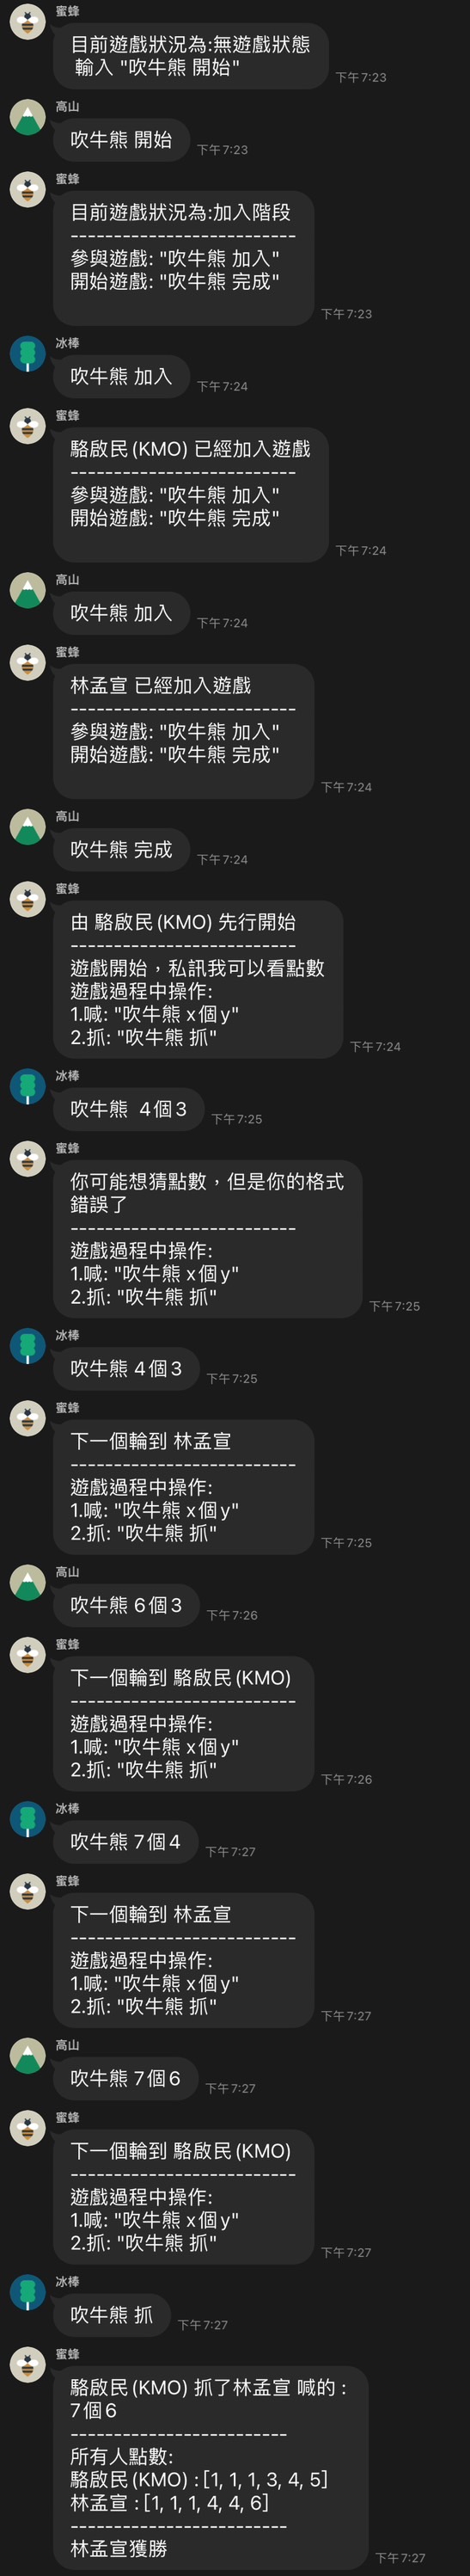 蜜蜂
目前遊戲狀況為:無遊戲狀態
輸入 "吹牛熊 開始"
下午7:23
高山
吹牛熊 開始
下午7:23
蜜蜂
目前遊戲狀況為:加入階段
--------------------------
參與遊戲: "吹牛熊 加入"
開始遊戲: "吹牛熊 完成"
下午7:23
冰棒
吹牛熊 加入
下午7:24
蜜蜂
駱啟民(KMO) 已經加入遊戲
--------------------------
參與遊戲: "吹牛熊 加入"
開始遊戲: "吹牛熊 完成"
下午7:24
高山
吹牛熊 加入
下午7:24
蜜蜂
林孟宣 已經加入遊戲
--------------------------
參與遊戲: "吹牛熊 加入"
開始遊戲: "吹牛熊 完成"
下午7:24
高山
吹牛熊 完成
下午7:24
蜜蜂
由 駱啟民(KMO) 先行開始
--------------------------
遊戲開始，私訊我可以看點數
遊戲過程中操作:
1.喊: "吹牛熊 x個y"
2.抓: "吹牛熊 抓"
下午7:24
冰棒
吹牛熊  4個3
下午7:25
蜜蜂
你可能想猜點數，但是你的格式
錯誤了
--------------------------
遊戲過程中操作:
1.喊: "吹牛熊 x個y"
2.抓: "吹牛熊 抓"
下午7:25
冰棒
吹牛熊 4個3
下午7:25
蜜蜂
下一個輪到 林孟宣
--------------------------
遊戲過程中操作:
1.喊: "吹牛熊 x個y"
2.抓: "吹牛熊 抓"
下午7:25
高山
吹牛熊 6個3
下午7:26
蜜蜂
下一個輪到 駱啟民(KMO)
--------------------------
遊戲過程中操作:
1.喊: "吹牛熊 x個y"
2.抓: "吹牛熊 抓"
下午7:26
冰棒
吹牛熊 7個4
下午7:27
蜜蜂
下一個輪到 林孟宣
--------------------------
遊戲過程中操作:
1.喊: "吹牛熊 x個y"
2.抓: "吹牛熊 抓"
下午7:27
高山
吹牛熊 7個6
下午7:27
蜜蜂
下一個輪到 駱啟民(KMO)
--------------------------
遊戲過程中操作:
1.喊: "吹牛熊 x個y"
2.抓: "吹牛熊 抓"
下午7:27
冰棒
吹牛熊 抓
下午7:27
蜜蜂
駱啟民(KMO) 抓了林孟宣 喊的 :
7個6
-------------------------
所有人點數:
駱啟民(KMO) :[1, 1, 1, 3, 4, 5]
林孟宣 :[1, 1, 1, 4, 4, 6]
-------------------------
林孟宣獲勝
下午7:27